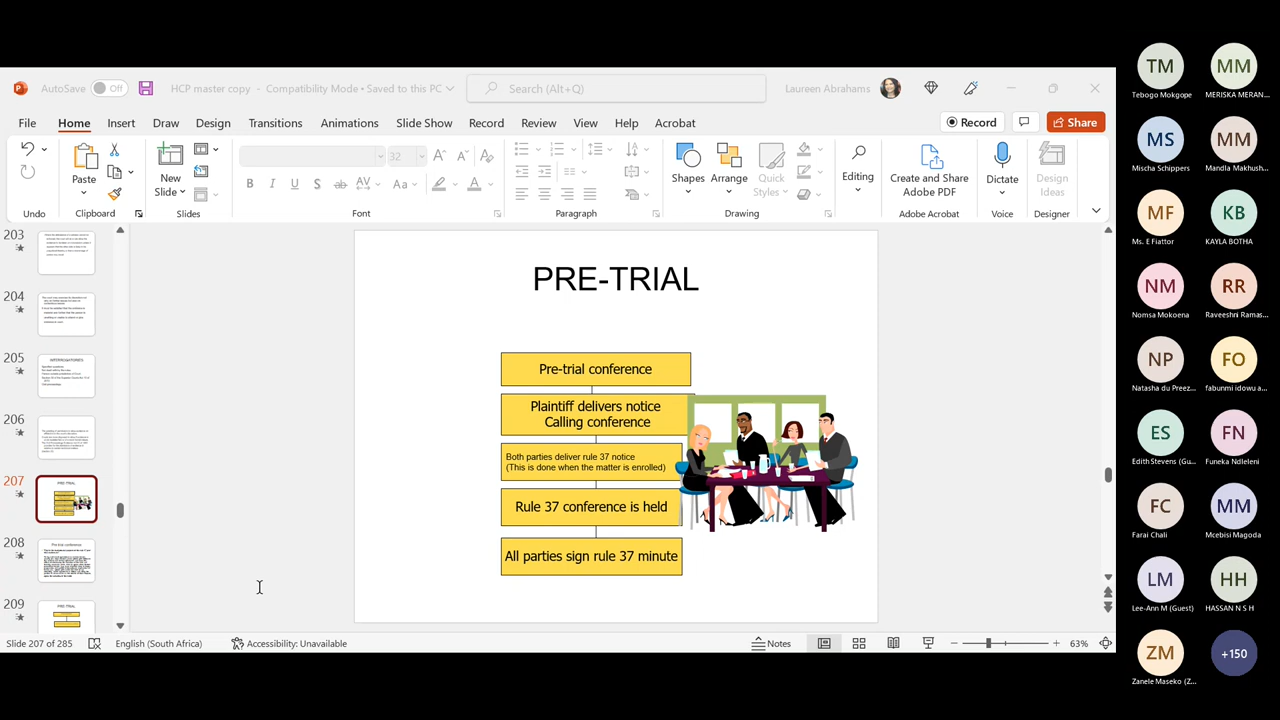 AutoSave Off HCP master copy - Compatibility Mode • Saved to this PC Search (Alt+Q) Laureen Abrahams
File Home Insert Draw Design Transitions Animations Slide Show Record Review View Help Acrobat Record Share
32
Paste New Slide Shapes Arrange Quick Styles Editing Create and Share Adobe PDF Dictate Design Ideas
Undo Clipboard Slides Font Paragraph Drawing Adobe Acrobat Voice Designer
203
204
205
INTERROGATORIES
206
207
PRE-TRIAL
208
Pre-trial conference
209
PRE TRIAL
PRE-TRIAL
Pre-trial conference
Plaintiff delivers notice
Calling conference
Both parties deliver rule 37 notice
(This is done when the matter is enrolled)
Rule 37 conference is held
All parties sign rule 37 minute
Slide 207 of 285 English (South Africa) Accessibility: Unavailable Notes 63%
TM MM
Tebogo Mokgope MERISKA MERAN...
MS MM
Mischa Schippers Mandla Makhush...
MF KB
Ms. E Fiattor KAYLA BOTHA
NM RR
Nomsa Mokoena Raveeshni Ramas...
NP FO
Natasha du Preez... fabunmi idowu a...
ES FN
Edith Stevens (Gu... Funeka Ndleleni
FC MM
Farai Chali Mcebisi Magoda
LM HH
Lee-Ann M (Guest) HASSAN N S H
ZM +150
Zanele Maseko (Z...